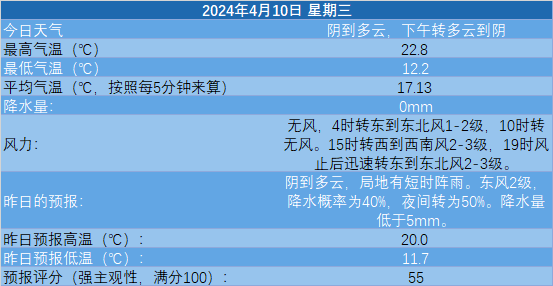 2024年4月10日 星期三
今日天气 阴到多云，下午转多云到阴
最高气温（℃） 22.8
最低气温（℃） 12.2
平均气温（℃，按照每5分钟来算） 17.13
降水量： 0mm
风力：
无风，4时转东到东北风1-2级，10时转
无风。15时转西到西南风2-3级，19时风
止后迅速转东到东北风2-3级。
昨日的预报：
阴到多云，局地有短时阵雨。东风2级，
降水概率为40%，夜间转为50%。降水量
低于5mm。
昨日预报高温（℃）： 20.0
昨日预报低温（℃）： 11.7
预报评分（强主观性，满分100）： 55